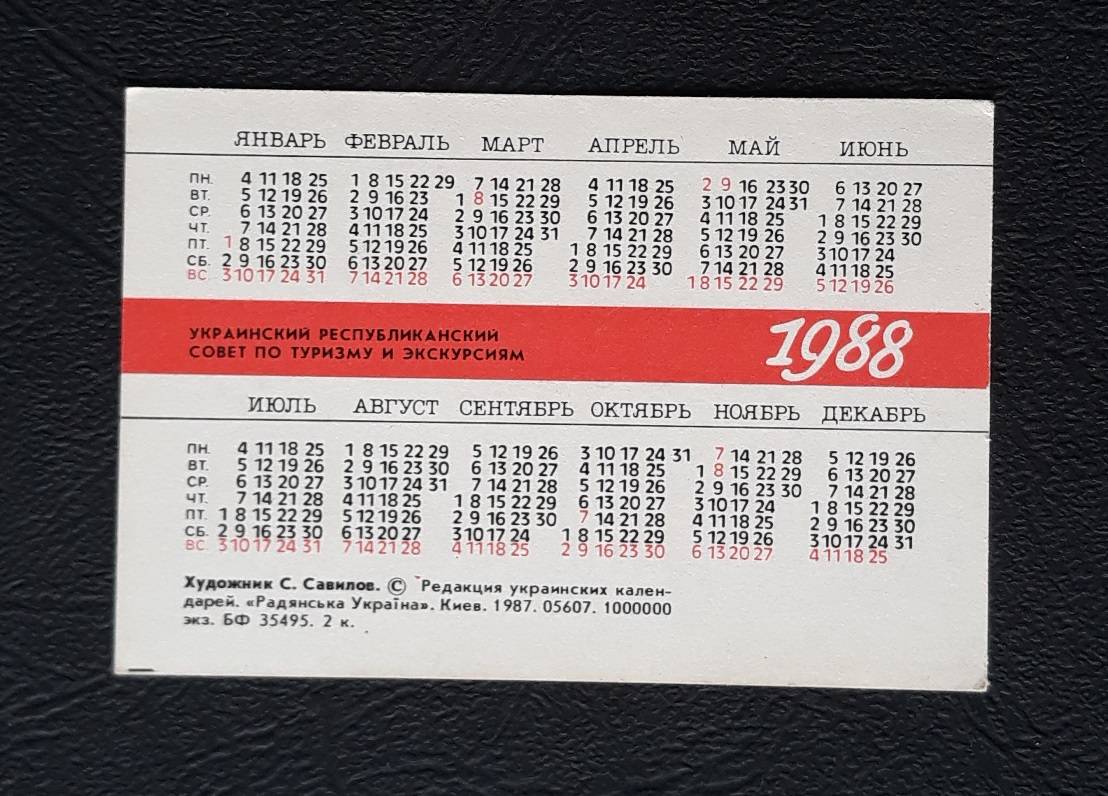 ЯНВАРЬ ФЕВРАЛЬ МАРТ АПРЕЛЬ МАЙ ИЮНЬ
ПН. 4 11 18 25 1 8 15 22 29 7 14 21 28 4 11 18 25 2 9 16 23 30 6 13 20 27
ВТ. 5 12 19 26 2 9 16 23 1 8 15 22 29 5 12 19 26 3 10 17 24 31 7 14 21 28
СР. 6 13 20 27 3 10 17 24 2 9 16 23 30 6 13 20 27 4 11 18 25 1 8 15 22 29
ЧТ. 7 14 21 28 4 11 18 25 3 10 17 24 31 7 14 21 28 5 12 19 26 2 9 16 23 30
ПТ. 1 8 15 22 29 5 12 19 26 4 11 18 25 1 8 15 22 29 6 13 20 27 3 10 17 24
СБ. 2 9 16 23 30 6 13 20 27 5 12 19 26 2 9 16 23 30 7 14 21 28 4 11 18 25
ВС. 3 10 17 24 31 7 14 21 28 6 13 20 27 3 10 17 24 1 8 15 22 29 5 12 19 26
УКРАИНСКИЙ РЕСПУБЛИКАНСКИЙ
СОВЕТ ПО ТУРИЗМУ И ЭКСКУРСИЯМ
1988
ИЮЛЬ АВГУСТ СЕНТЯБРЬ ОКТЯБРЬ НОЯБРЬ ДЕКАБРЬ
ПН. 4 11 18 25 1 8 15 22 29 5 12 19 26 3 10 17 24 31 7 14 21 28 5 12 19 26
ВТ. 5 12 19 26 2 9 16 23 30 6 13 20 27 4 11 18 25 1 8 15 22 29 6 13 20 27
СР. 6 13 20 27 3 10 17 24 31 7 14 21 28 5 12 19 26 2 9 16 23 30 7 14 21 28
ЧТ. 7 14 21 28 4 11 18 25 1 8 15 22 29 6 13 20 27 3 10 17 24 1 8 15 22 29
ПТ. 1 8 15 22 29 5 12 19 26 2 9 16 23 30 7 14 21 28 4 11 18 25 2 9 16 23 30
СБ. 2 9 16 23 30 6 13 20 27 3 10 17 24 1 8 15 22 29 5 12 19 26 3 10 17 24 31
ВС. 3 10 17 24 31 7 14 21 28 4 11 18 25 2 9 16 23 30 6 13 20 27 4 11 18 25
Художник С. Савилов. © Редакция украинских кален-
дарей. «Радянська Україна». Киев. 1987. 05607. 1000000
экз. БФ 35495. 2 к.